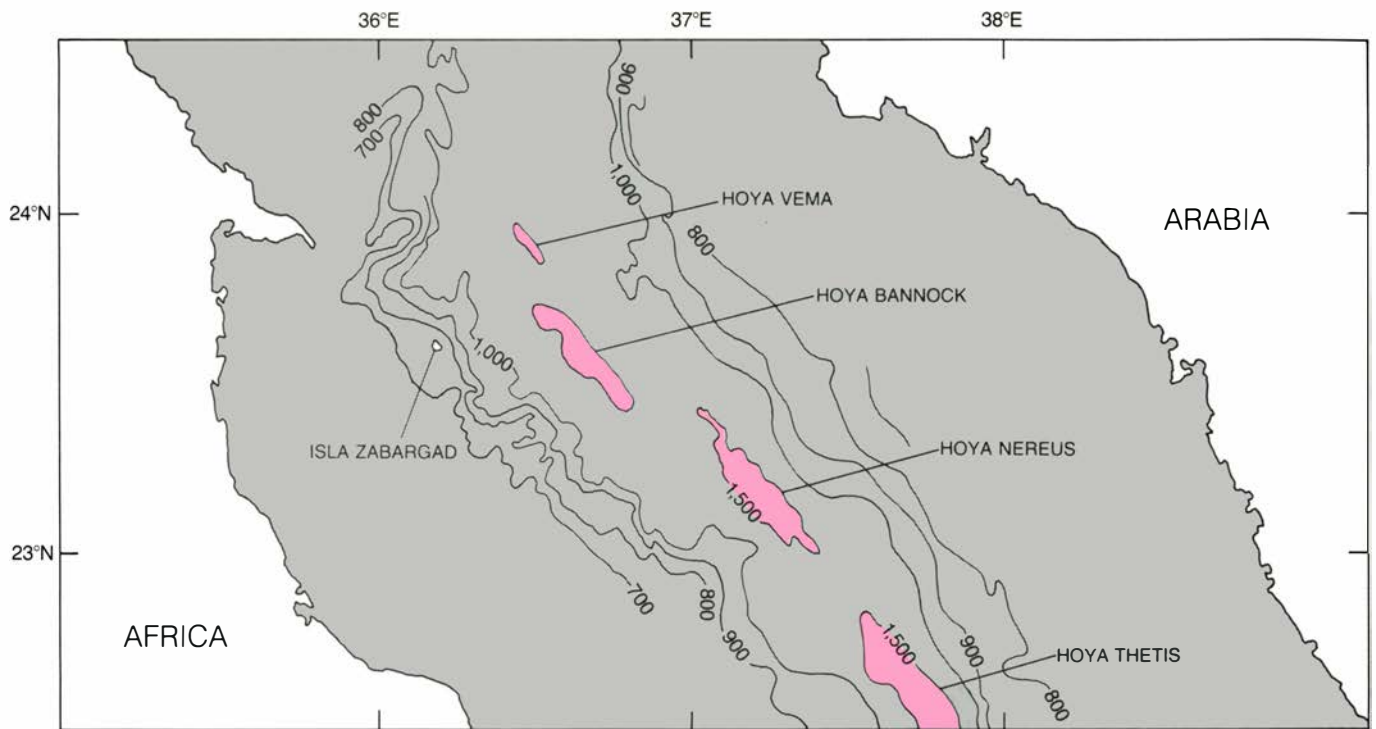 36°E
37°E
38°E
800
700
900
1,000
HOYA VEMA
24°N
ARABIA
800
HOYA BANNOCK
1,000
ISLA ZABARGAD
HOYA NEREUS
1,500
23°N
700
800
900
AFRICA
1,500
900
HOYA THETIS
800